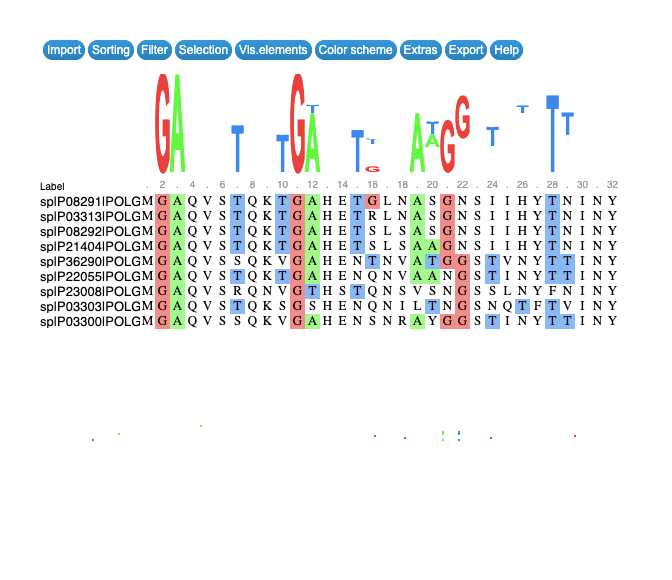 Import Sorting Filter Selection Vis.elements Color scheme Extras Export Help
G A T T G T A T T G A T A G G T T T T
Label . 2 . 4 . 6 . 8 . 10 . 12 . 14 . 16 . 18 . 20 . 22 . 24 . 26 . 28 . 30 . 32
sp|P08291|POLGM G A Q V S T Q K T G A H E T G L N A S G N S I I H Y T N I N Y
sp|P03313|POLGM G A Q V S T Q K T G A H E T R L N A S G N S I I H Y T N I N Y
sp|P08292|POLGM G A Q V S T Q K T G A H E T S L S A S G N S I I H Y T N I N Y
sp|P21404|POLGM G A Q V S T Q K T G A H E T S L S A A G N S I I H Y T N I N Y
sp|P36290|POLGM G A Q V S S Q K V G A H E N T N V A T G G S T V N Y T T I N Y
sp|P22055|POLGM G A Q V S T Q K T G A H E N Q N V A A N G S T I N Y T T I N Y
sp|P23008|POLGM G A Q V S R Q N V G T H S T Q N S V S N G S S L N Y F N I N Y
sp|P03303|POLGM G A Q V S T Q K S G S H E N Q N I L T N G S N Q T F T V I N Y
sp|P03300|POLGM G A Q V S S Q K V G A H E N S N R A Y G G S T I N Y T T I N Y